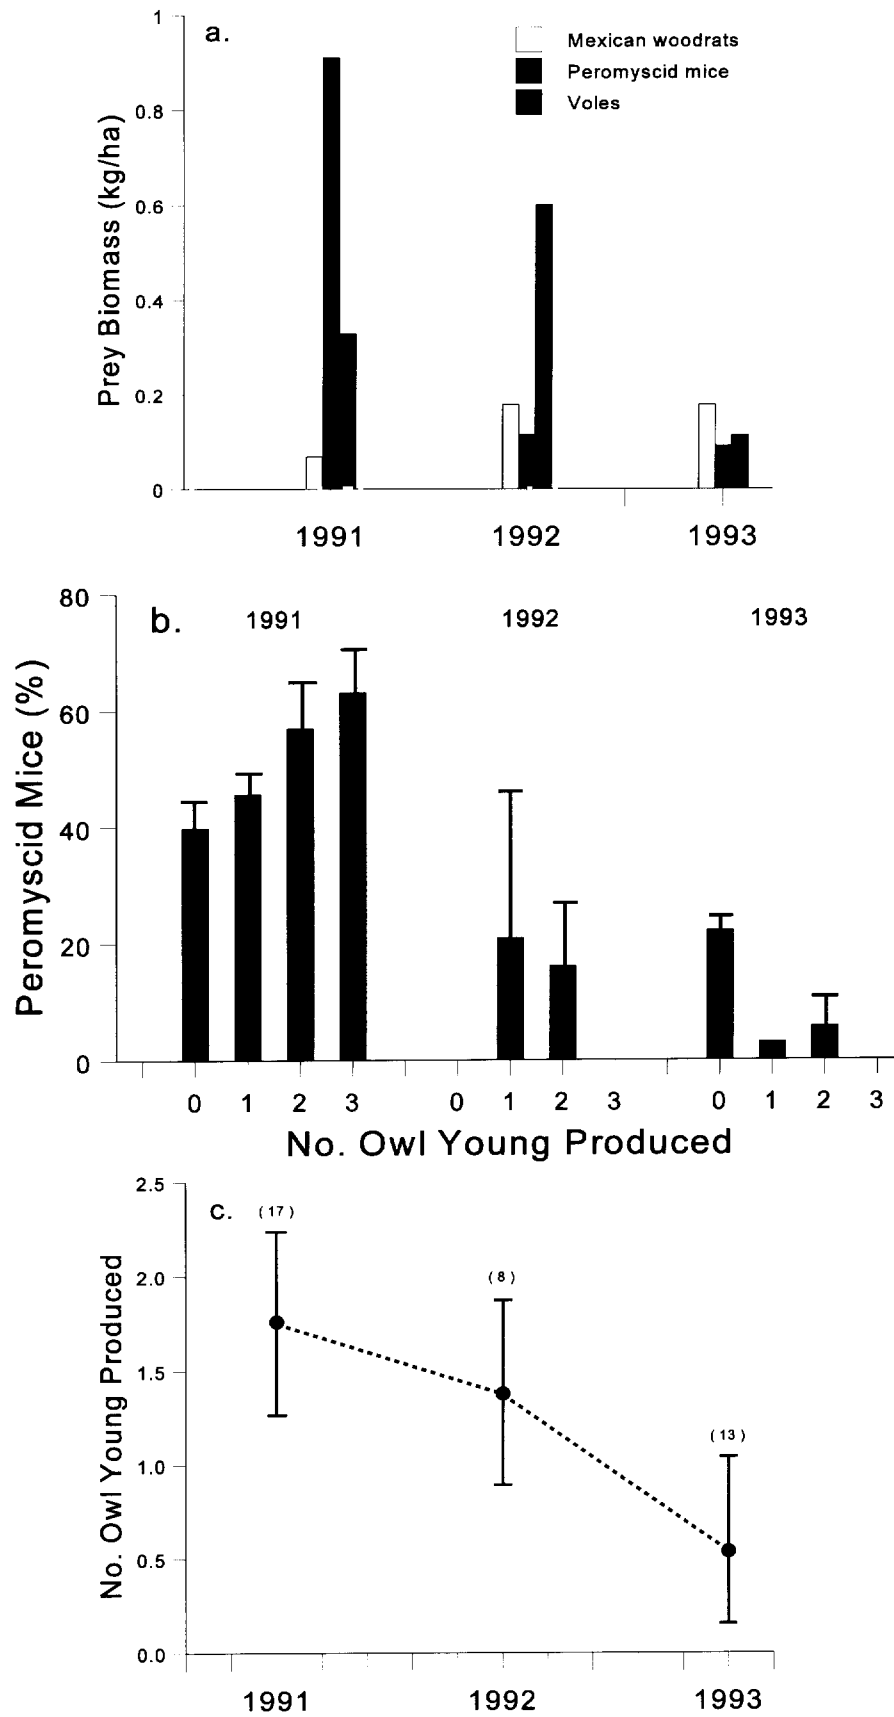 a.
Mexican woodrats
Peromyscid mice
Voles
Prey Biomass (kg/ha)
1
0.8
0.6
0.4
0.2
0
1991 1992 1993
b.
1991 1992 1993
Peromyscid Mice (%)
80
60
40
20
0
0 1 2 3 0 1 2 3 0 1 2 3
No. Owl Young Produced
c.
(17)
(8)
(13)
No. Owl Young Produced
2.5
2.0
1.5
1.0
0.5
0.0
1991 1992 1993